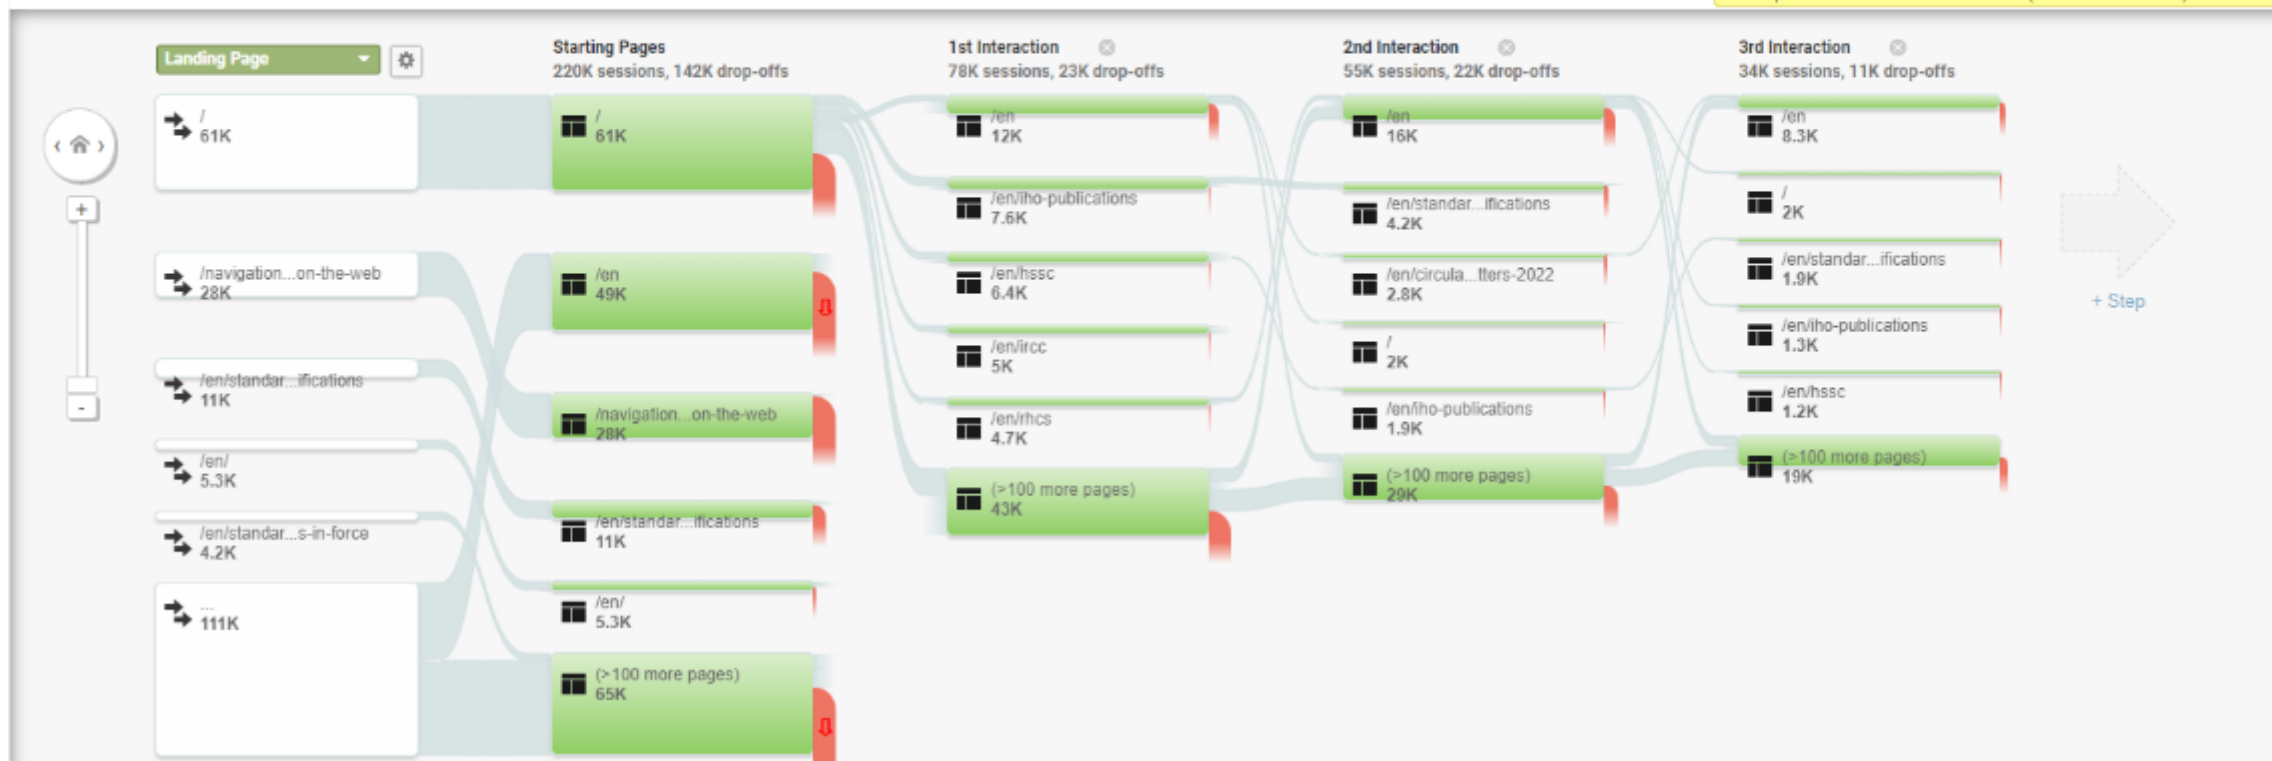 Landing Page
Starting Pages
220K sessions, 142K drop-offs
1st Interaction
78K sessions, 23K drop-offs
2nd Interaction
55K sessions, 22K drop-offs
3rd Interaction
34K sessions, 11K drop-offs
/
61K
/navigation...on-the-web
28K
/en/standar...ifications
11K
/en/
5.3K
/en/standar...s-in-force
4.2K
...
111K
/
61K
/en
49K
/navigation...on-the-web
28K
/en/standar...ifications
11K
/en/
5.3K
(>100 more pages)
65K
/en
12K
/en/iho-publications
7.6K
/en/hssc
6.4K
/en/ircc
5K
/en/rhcs
4.7K
(>100 more pages)
43K
/en
16K
/en/standar...ifications
4.2K
/en/circula...tters-2022
2.8K
/
2K
/en/iho-publications
1.9K
(>100 more pages)
29K
/en
8.3K
/
2K
/en/standar...ifications
1.9K
/en/iho-publications
1.3K
/en/hssc
1.2K
(>100 more pages)
19K
+ Step
+
-